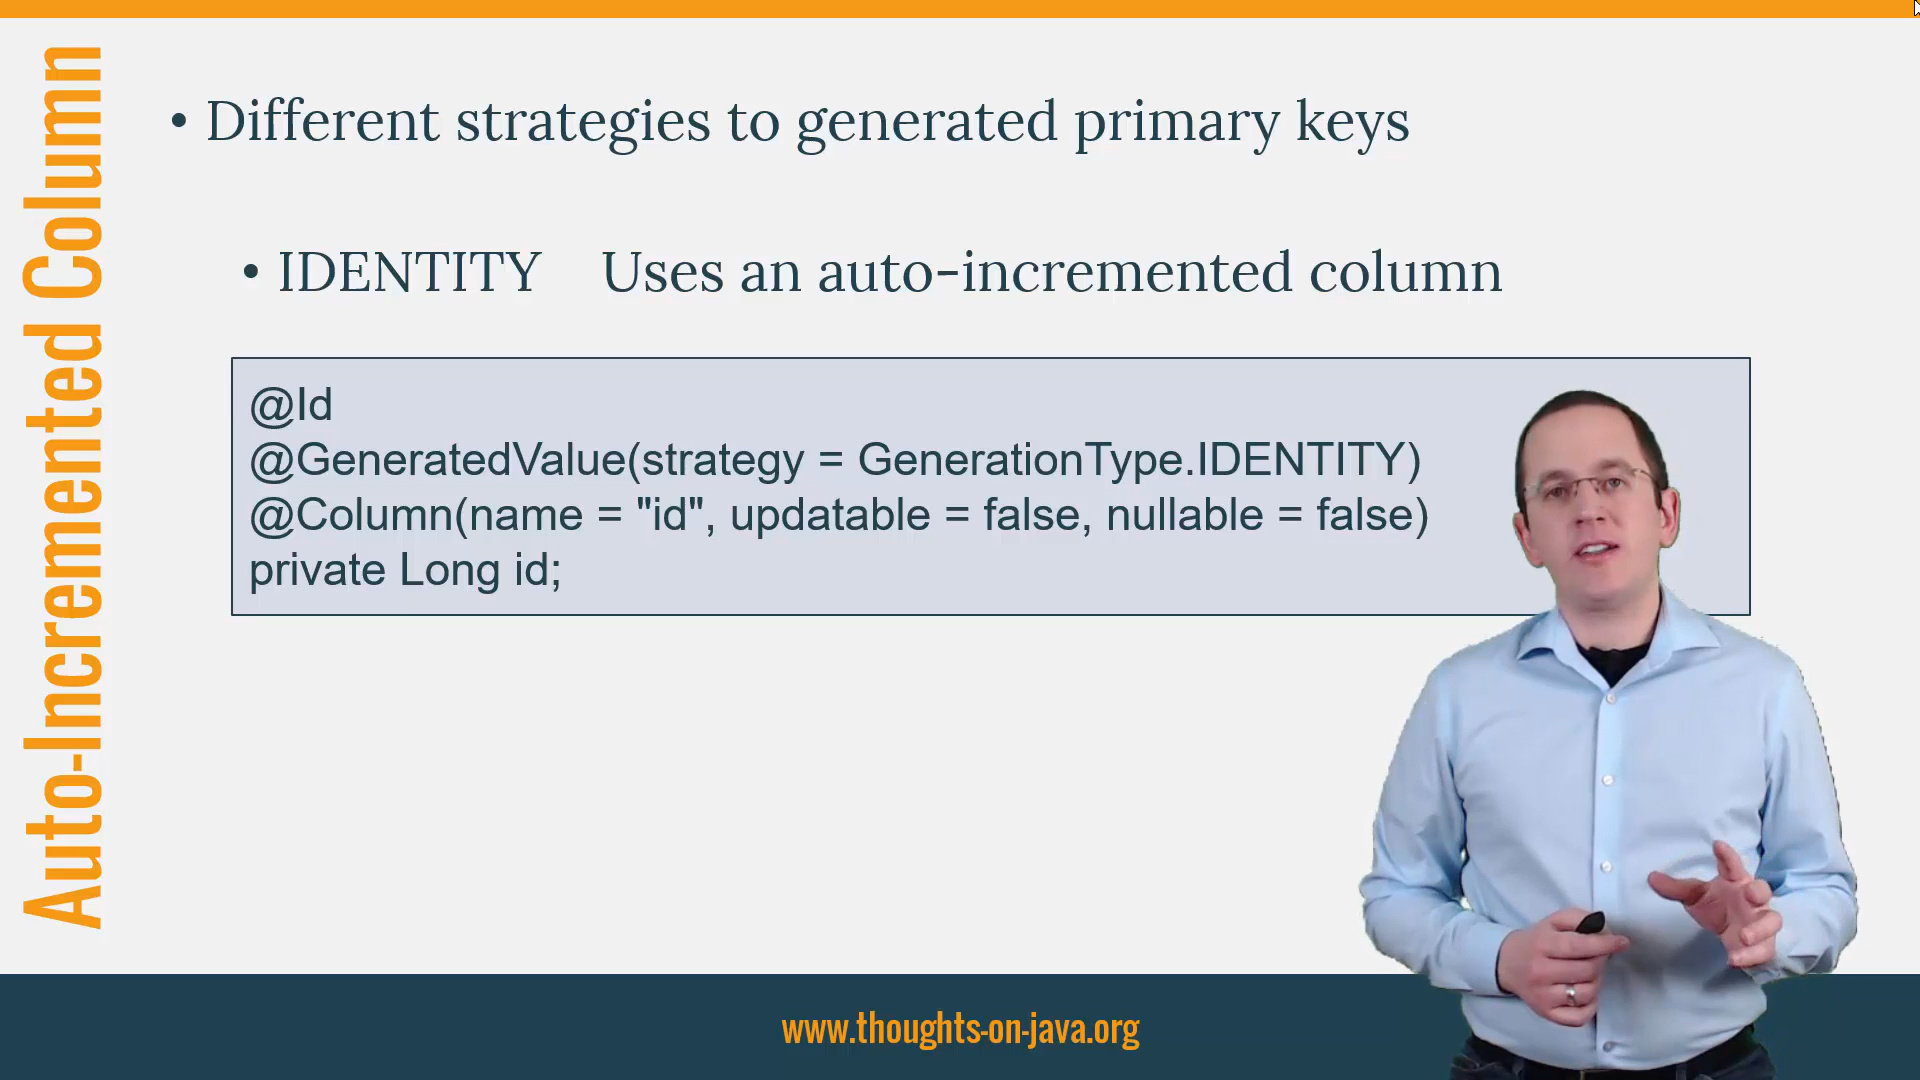 Auto-Incremented Column
• Different strategies to generated primary keys
• IDENTITY Uses an auto-incremented column
@Id
@GeneratedValue(strategy = GenerationType.IDENTITY)
@Column(name = "id", updatable = false, nullable = false)
private Long id;
www.thoughts-on-java.org